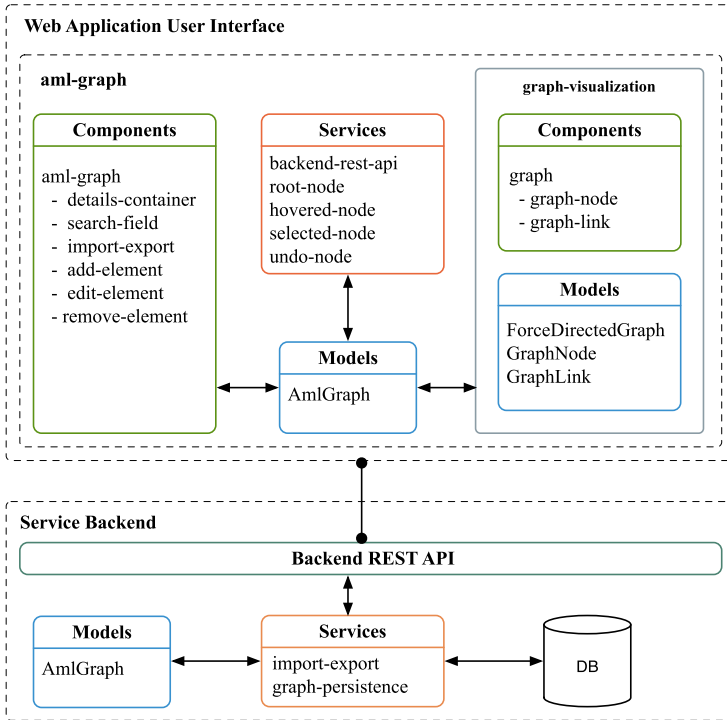 Web Application User Interface
aml-graph
Components
aml-graph
- details-container
- search-field
- import-export
- add-element
- edit-element
- remove-element
Services
backend-rest-api
root-node
hovered-node
selected-node
undo-node
Models
AmlGraph
graph-visualization
Components
graph
- graph-node
- graph-link
Models
ForceDirectedGraph
GraphNode
GraphLink
Service Backend
Backend REST API
Models
AmlGraph
Services
import-export
graph-persistence
DB